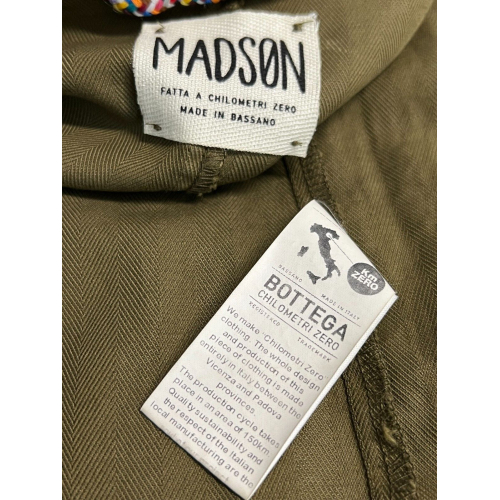 MADSØN
FATTA A CHILOMETRI ZERO
MADE IN BASSANO
Km
ZERO
BASSANO MADE IN ITALY
BOTTEGA
CHILOMETRI ZERO
REGISTERED TRADEMARK
We make "Chilometri Zero"
clothing. The whole design
and production of this
piece of clothing is made
entirely in Italy between the
Vicenza and Padova
provinces.
The production cycle takes
place in an area of 150km.
Quality sustainability and
the respect of the Italian
local manufacturing are the